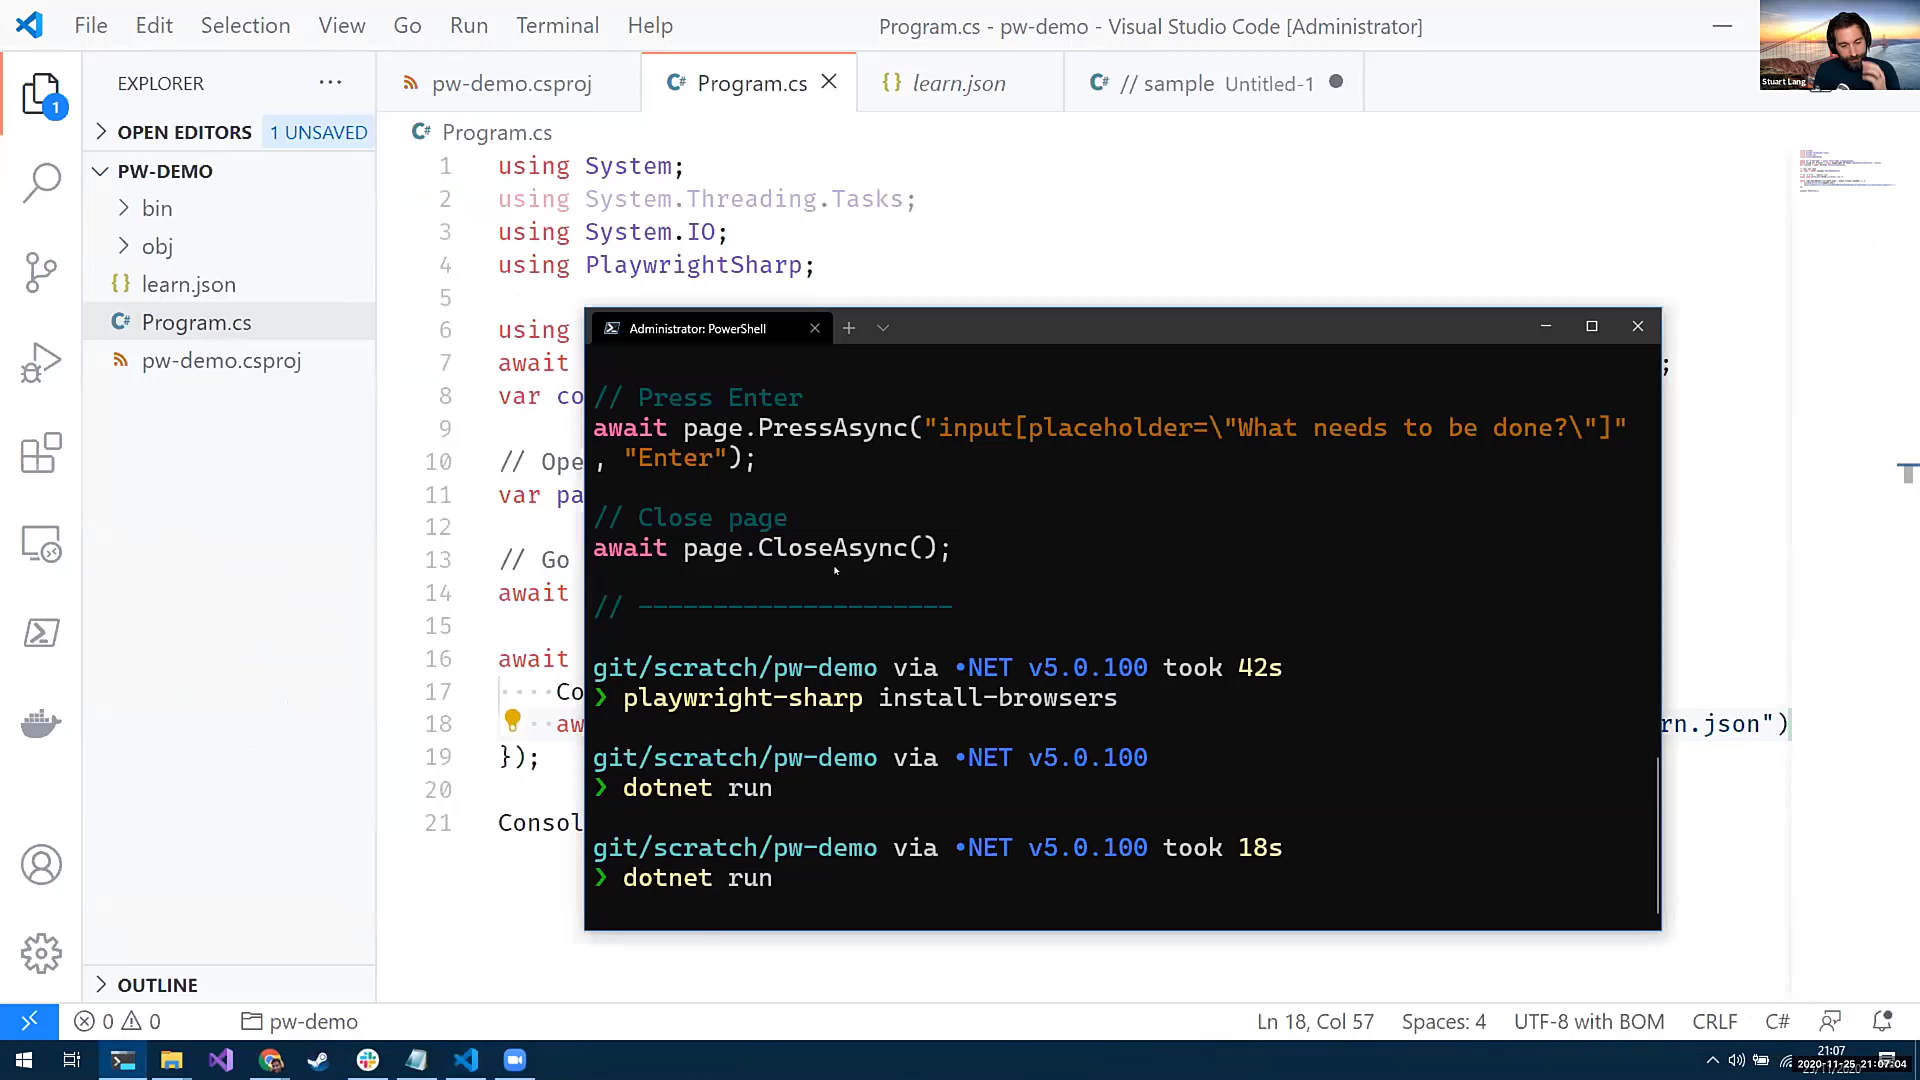 File Edit Selection View Go Run Terminal Help
Program.cs - pw-demo - Visual Studio Code [Administrator]
Stuart Lang
EXPLORER
pw-demo.csproj
Program.cs
learn.json
// sample Untitled-1
1
OPEN EDITORS 1 UNSAVED
PW-DEMO
bin
obj
learn.json
Program.cs
pw-demo.csproj
OUTLINE
Program.cs
1 using System;
2 using System.Threading.Tasks;
3 using System.IO;
4 using PlaywrightSharp;
5
6 using
7 await ;
8 var co
9
10 // Ope
11 var pa
12
13 // Go
14 await
15
16 await
17 ····Co
18 ··aw rn.json")
19 });
20
21 Consol
Administrator: PowerShell
// Press Enter
await page.PressAsync("input[placeholder=\"What needs to be done?\"]"
, "Enter");
// Close page
await page.CloseAsync();
// ---------------------
git/scratch/pw-demo via •NET v5.0.100 took 42s
❯ playwright-sharp install-browsers
git/scratch/pw-demo via •NET v5.0.100
❯ dotnet run
git/scratch/pw-demo via •NET v5.0.100 took 18s
❯ dotnet run
0 0 pw-demo
Ln 18, Col 57 Spaces: 4 UTF-8 with BOM CRLF C#
21:07
2020-11-25 21:07:04